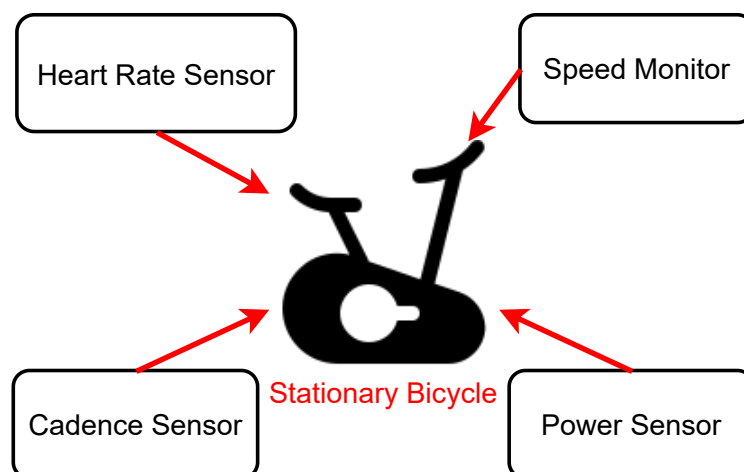 Heart Rate Sensor
Speed Monitor
Stationary Bicycle
Cadence Sensor
Power Sensor